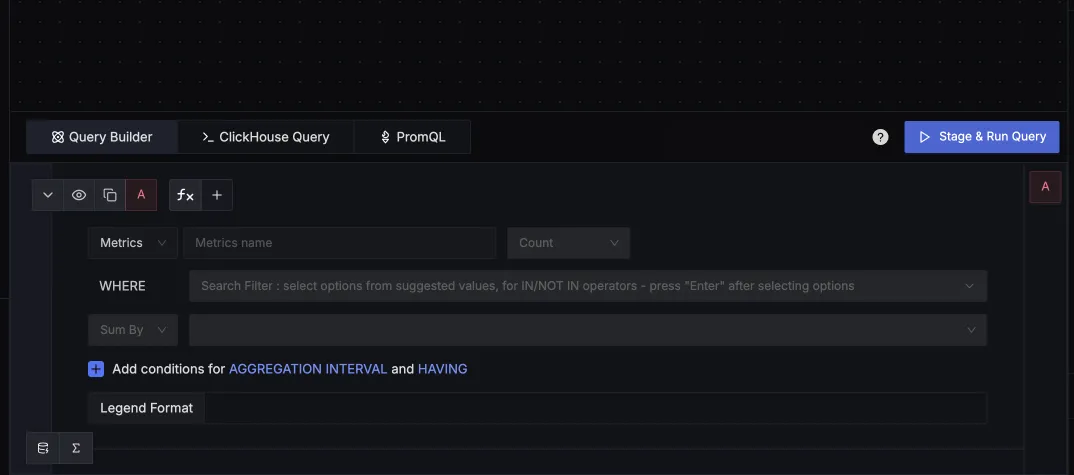 Query Builder
ClickHouse Query
PromQL
?
Stage & Run Query
A
fx
+
A
Metrics
Metrics name
Count
WHERE
Search Filter : select options from suggested values, for IN/NOT IN operators - press "Enter" after selecting options
Sum By
Add conditions for AGGREGATION INTERVAL and HAVING
Legend Format
Σ